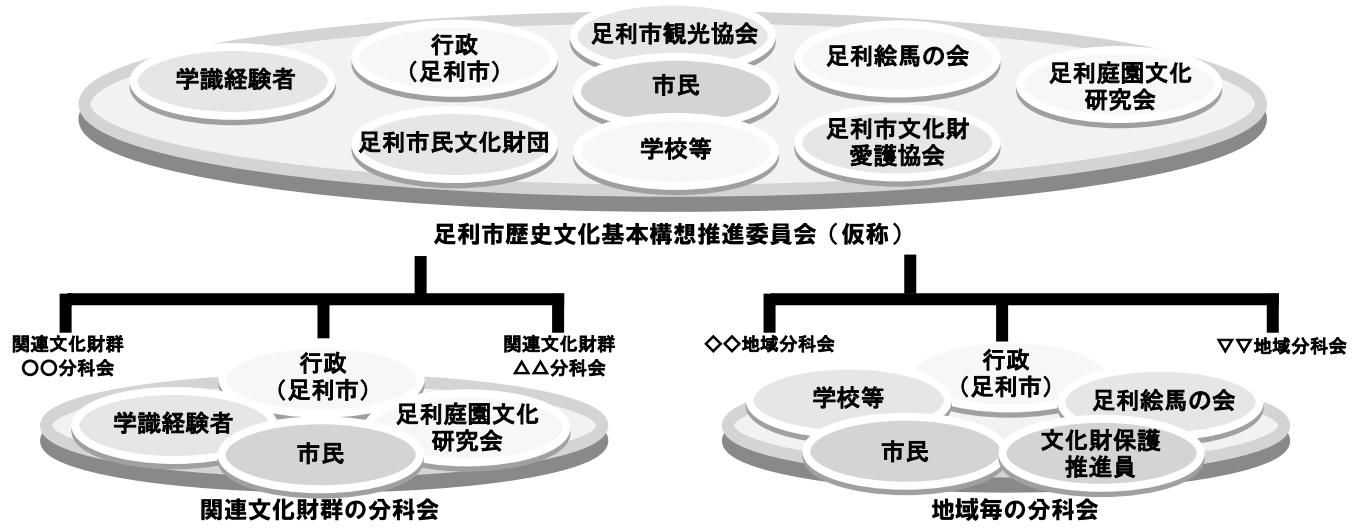 足利市観光協会
行政
（足利市）
足利絵馬の会
学識経験者
市民
足利庭園文化
研究会
足利市民文化財団
学校等
足利市文化財
愛護協会
足利市歴史文化基本構想推進委員会（仮称）
関連文化財群
○○分科会
関連文化財群
△△分科会
◇◇地域分科会
▽▽地域分科会
行政
（足利市）
学識経験者
足利庭園文化
研究会
市民
関連文化財群の分科会
行政
（足利市）
学校等
足利絵馬の会
市民
文化財保護
推進員
地域毎の分科会